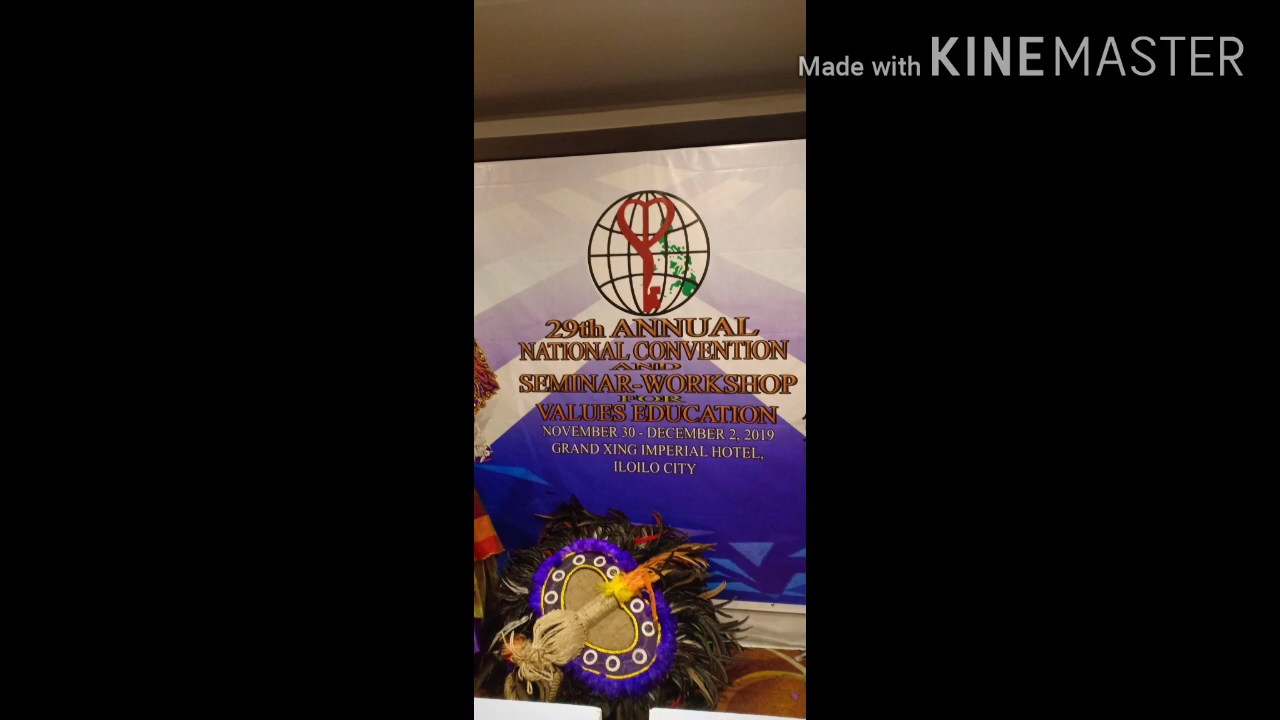 Made with KINEMASTER
29th ANNUAL
NATIONAL CONVENTION
AND
SEMINAR-WORKSHOP
FOR
VALUES EDUCATION
NOVEMBER 30 - DECEMBER 2, 2019
GRAND XING IMPERIAL HOTEL,
ILOILO CITY